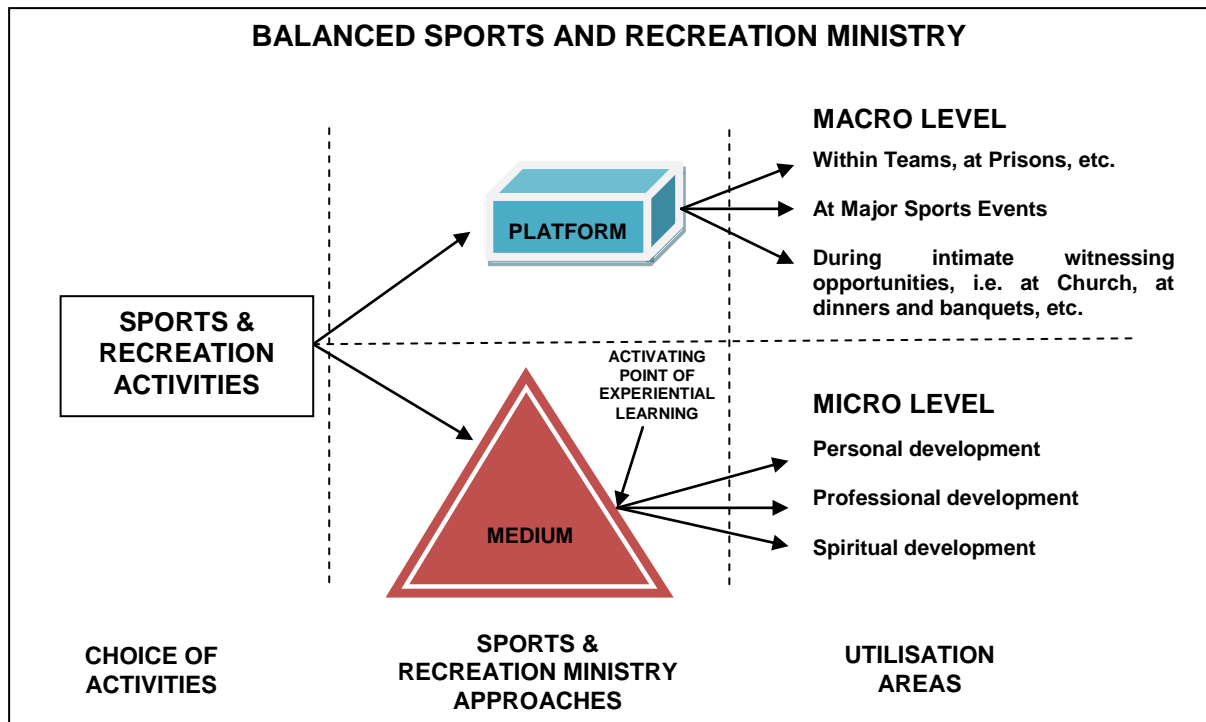 BALANCED SPORTS AND RECREATION MINISTRY
SPORTS &
RECREATION
ACTIVITIES
PLATFORM
MACRO LEVEL
Within Teams, at Prisons, etc.
At Major Sports Events
During intimate witnessing
opportunities, i.e. at Church, at
dinners and banquets, etc.
ACTIVATING
POINT OF
EXPERIENTIAL
LEARNING
MEDIUM
MICRO LEVEL
Personal development
Professional development
Spiritual development
CHOICE OF
ACTIVITIES
SPORTS &
RECREATION MINISTRY
APPROACHES
UTILISATION
AREAS